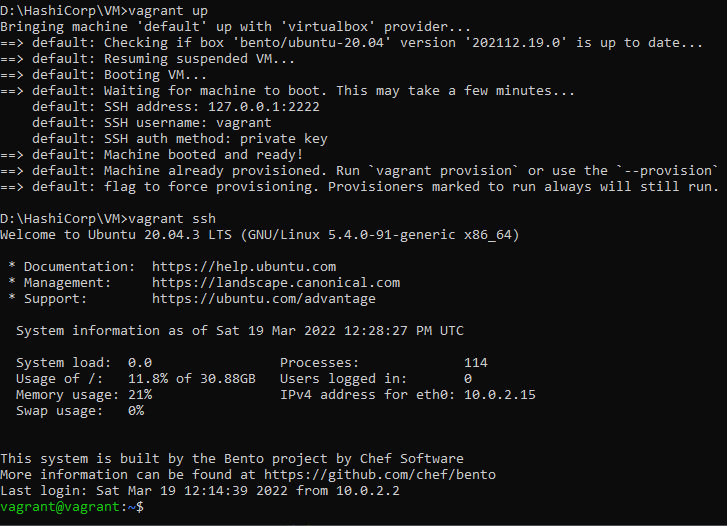 D:\HashiCorp\VM>vagrant up
Bringing machine 'default' up with 'virtualbox' provider...
==> default: Checking if box 'bento/ubuntu-20.04' version '202112.19.0' is up to date...
==> default: Resuming suspended VM...
==> default: Booting VM...
==> default: Waiting for machine to boot. This may take a few minutes...
    default: SSH address: 127.0.0.1:2222
    default: SSH username: vagrant
    default: SSH auth method: private key
==> default: Machine booted and ready!
==> default: Machine already provisioned. Run `vagrant provision` or use the `--provision`
==> default: flag to force provisioning. Provisioners marked to run always will still run.
D:\HashiCorp\VM>vagrant ssh
Welcome to Ubuntu 20.04.3 LTS (GNU/Linux 5.4.0-91-generic x86_64)
 * Documentation:  https://help.ubuntu.com
 * Management:     https://landscape.canonical.com
 * Support:        https://ubuntu.com/advantage
  System information as of Sat 19 Mar 2022 12:28:27 PM UTC
  System load:  0.0                Processes:             114
  Usage of /:   11.8% of 30.88GB   Users logged in:       0
  Memory usage: 21%                IPv4 address for eth0: 10.0.2.15
  Swap usage:   0%
This system is built by the Bento project by Chef Software
More information can be found at https://github.com/chef/bento
Last login: Sat Mar 19 12:14:39 2022 from 10.0.2.2
vagrant@vagrant:~$